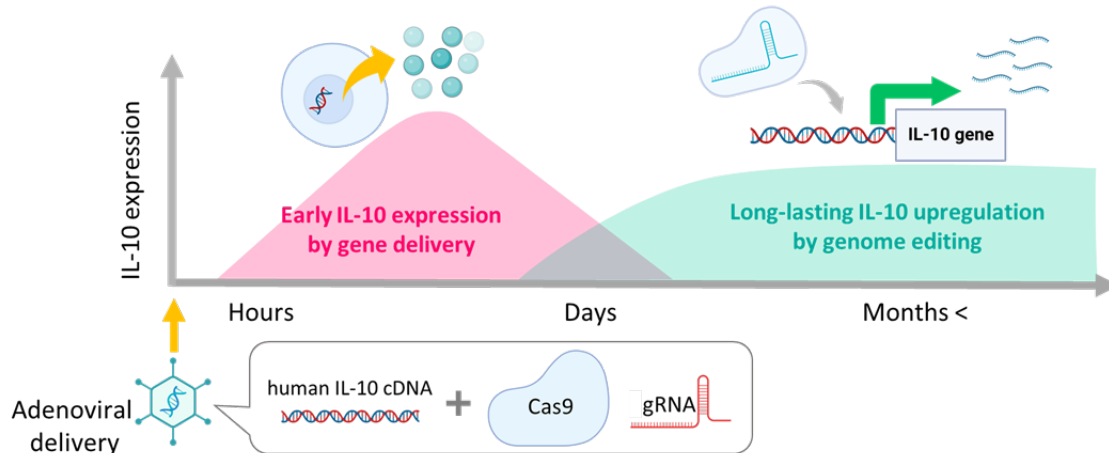 IL-10 expression
IL-10 gene
Early IL-10 expression
by gene delivery
Long-lasting IL-10 upregulation
by genome editing
Hours
Days
Months <
Adenoviral
delivery
human IL-10 cDNA
+
Cas9
gRNA